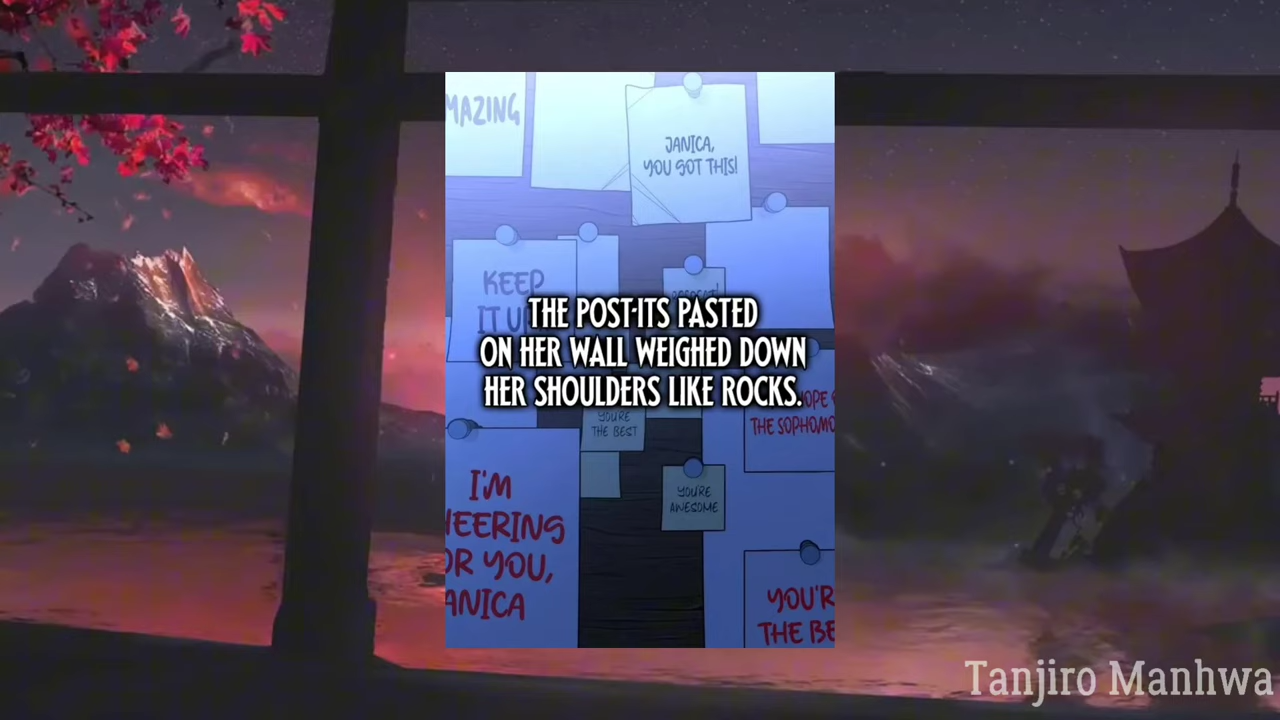 MAZING
JANICA,
YOU GOT THIS!
KEEP
IT U
THE POST-ITS PASTED
ON HER WALL WEIGHED DOWN
HER SHOULDERS LIKE ROCKS.
HOPE
THE SOPHOMO
YOU'RE
THE BEST
I'M
HEERING
OR YOU,
ANICA
YOU'RE
AWESOME
YOU'R
THE BE
Tanjiro Manhwa